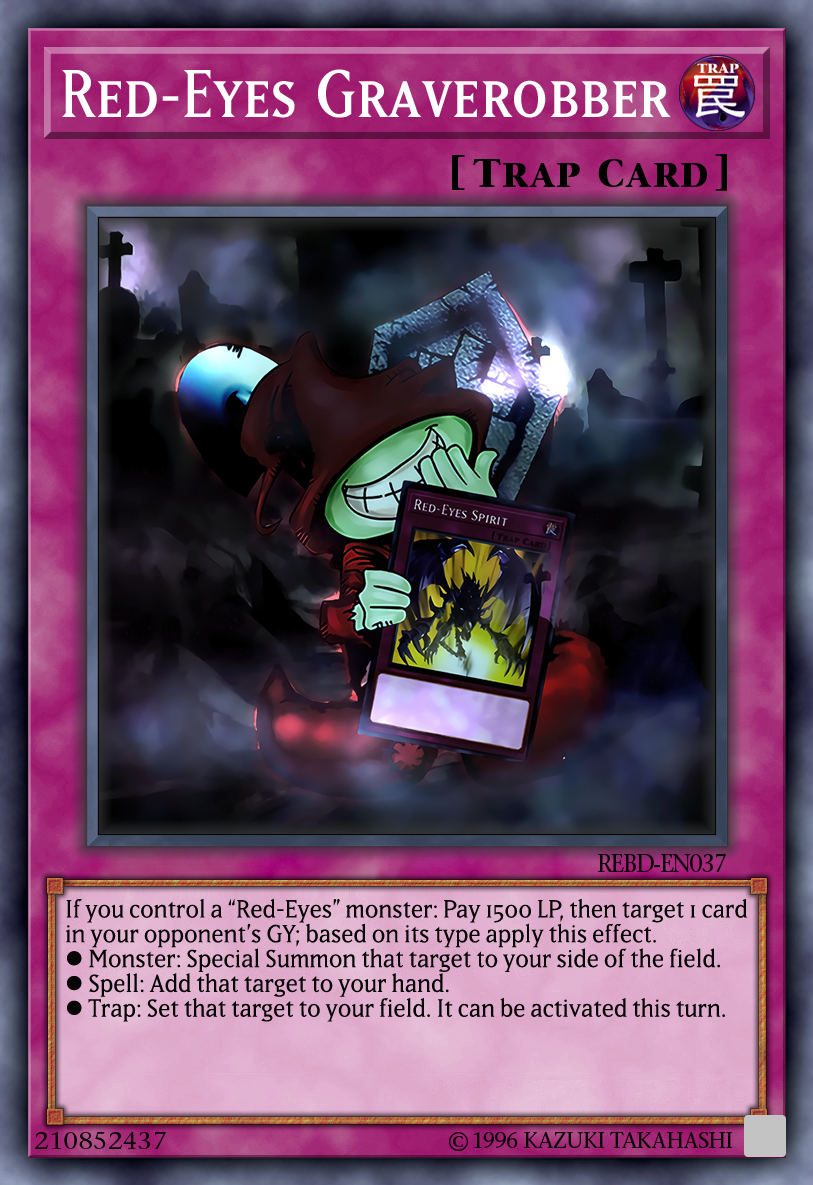 Red-Eyes Graverobber
TRAP
罠
[Trap Card]
Red-Eyes Spirit
罠
[Trap Card]
REBD-EN037
If you control a “Red-Eyes” monster: Pay 1500 LP, then target 1 card
in your opponent's GY; based on its type apply this effect.
● Monster: Special Summon that target to your side of the field.
● Spell: Add that target to your hand.
● Trap: Set that target to your field. It can be activated this turn.
210852437
© 1996 KAZUKI TAKAHASHI